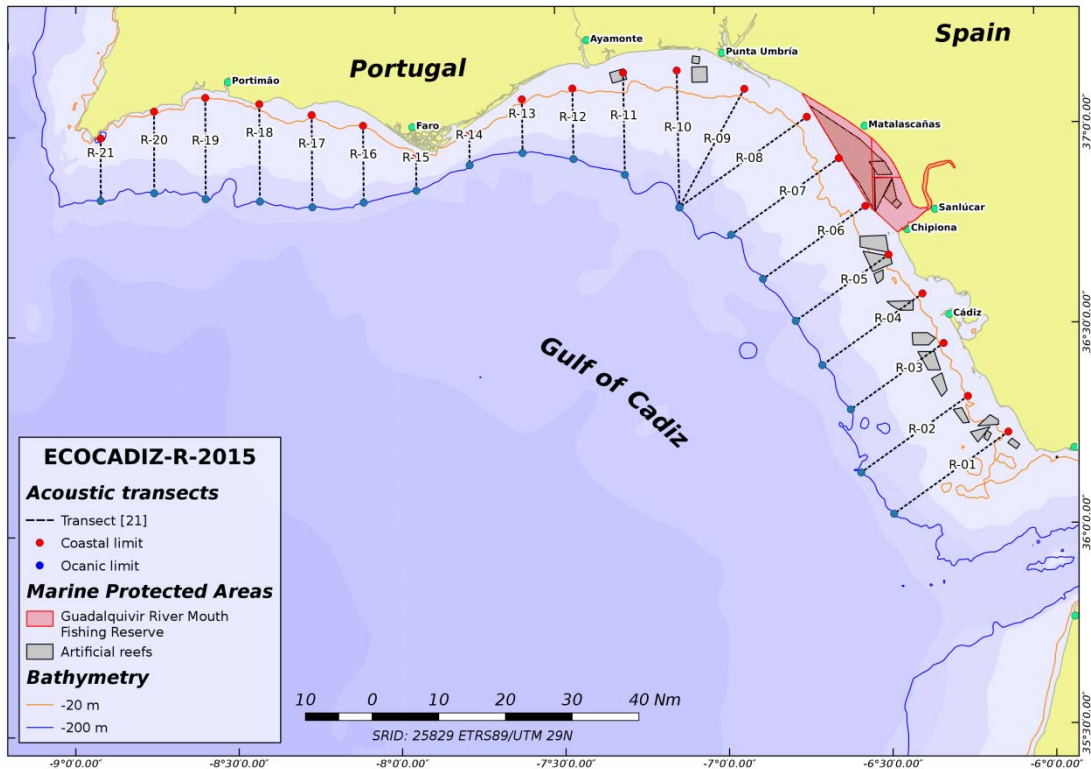 Spain
Portugal
Ayamonte
Punta Umbría
Portimão
Faro
Matalascañas
Sanlúcar
Chipiona
Cádiz
R-21
R-20
R-19
R-18
R-17
R-16
R-15
R-14
R-13
R-12
R-11
R-10
R-09
R-08
R-07
R-06
R-05
R-04
R-03
R-02
R-01
Gulf of Cadiz
ECOCADIZ-R-2015
Acoustic transects
Transect [21]
Coastal limit
Ocanic limit
Marine Protected Areas
Guadalquivir River Mouth
Fishing Reserve
Artificial reefs
Bathymetry
-20 m
-200 m
10 0 10 20 30 40 Nm
SRID: 25829 ETRS89/UTM 29N
37°0'0.00"
36°30'0.00"
36°0'0.00"
35°30'0.00"
-9°0'0.00" -8°30'0.00" -8°0'0.00" -7°30'0.00" -7°0'0.00" -6°30'0.00" -6°0'0.00"